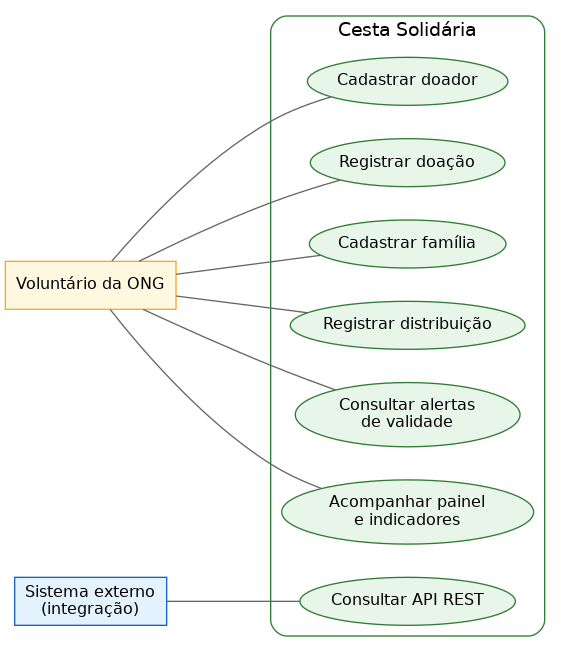 Cesta Solidária
Cadastrar doador
Registrar doação
Cadastrar família
Voluntário da ONG
Registrar distribuição
Consultar alertas
de validade
Acompanhar painel
e indicadores
Sistema externo
(integração)
Consultar API REST